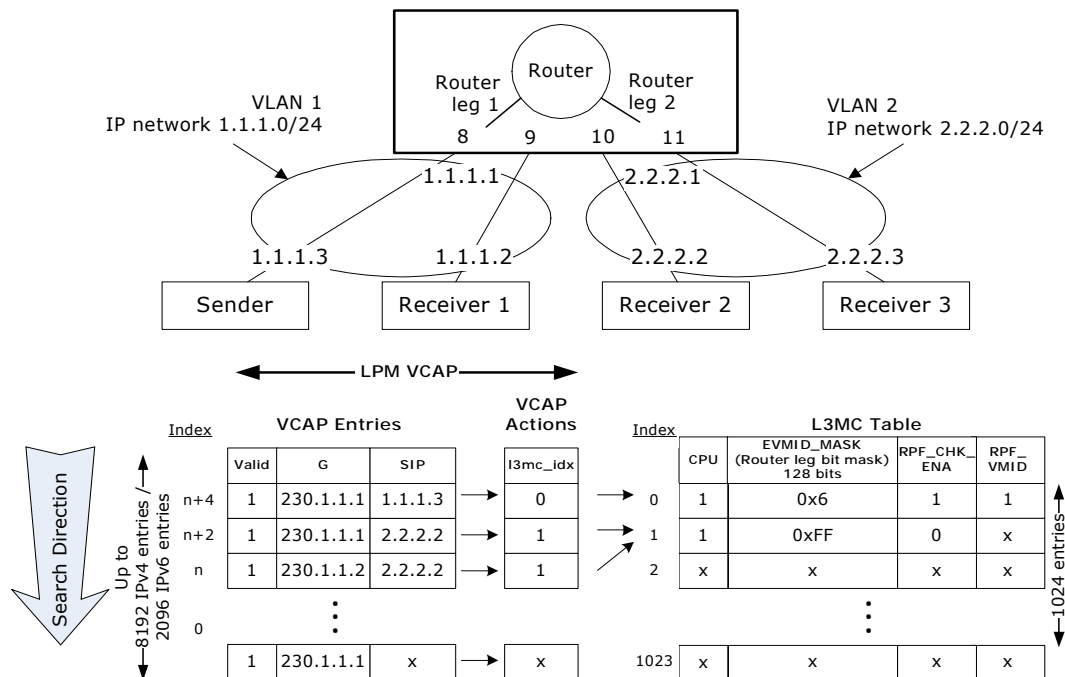 Router
Router
leg 1
Router
leg 2
VLAN 1
IP network 1.1.1.0/24
VLAN 2
IP network 2.2.2.0/24
8
9
10
11
1.1.1.1
2.2.2.1
1.1.1.3
1.1.1.2
2.2.2.2
2.2.2.3
Sender
Receiver 1
Receiver 2
Receiver 3
LPM VCAP
Search Direction
Up to
8192 IPv4 entries /
2096 IPv6 entries
Index
VCAP Entries
VCAP
Actions
Valid G SIP l3mc_idx
n+4 1 230.1.1.1 1.1.1.3 0
n+2 1 230.1.1.1 2.2.2.2 1
n 1 230.1.1.2 2.2.2.2 1
0
1 230.1.1.1 x x
Index
L3MC Table
CPU EVMID_MASK
(Router leg bit mask)
128 bits
RPF_CHK_
ENA
RPF_
VMID
0 1 0x6 1 1
1 1 0xFF 0 x
2 x x x x
1023 x x x x
1024 entries